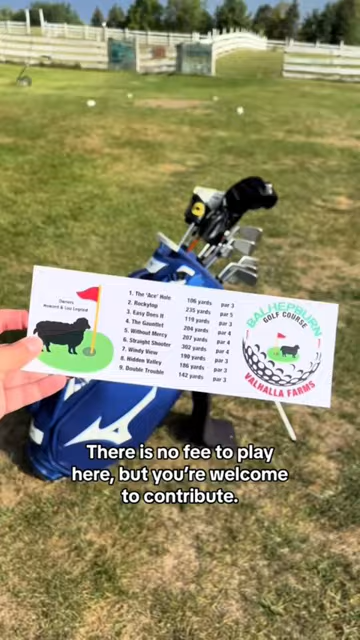 Owners
Howard & Lois Legrout
1. The 'Ace' Hole 106 yards par 3
2. Rockytop 235 yards par 5
3. Easy Does It 119 yards par 3
4. The Gauntlet 204 yards par 4
5. Without Mercy 207 yards par 4
6. Straight Shooter 302 yards par 4
7. Windy View 190 yards par 3
8. Hidden Valley 186 yards par 3
9. Double Trouble 142 yards par 3
BALHEPBURN
GOLF COURSE
VALHALLA FARMS
There is no fee to play
here, but you're welcome
to contribute.